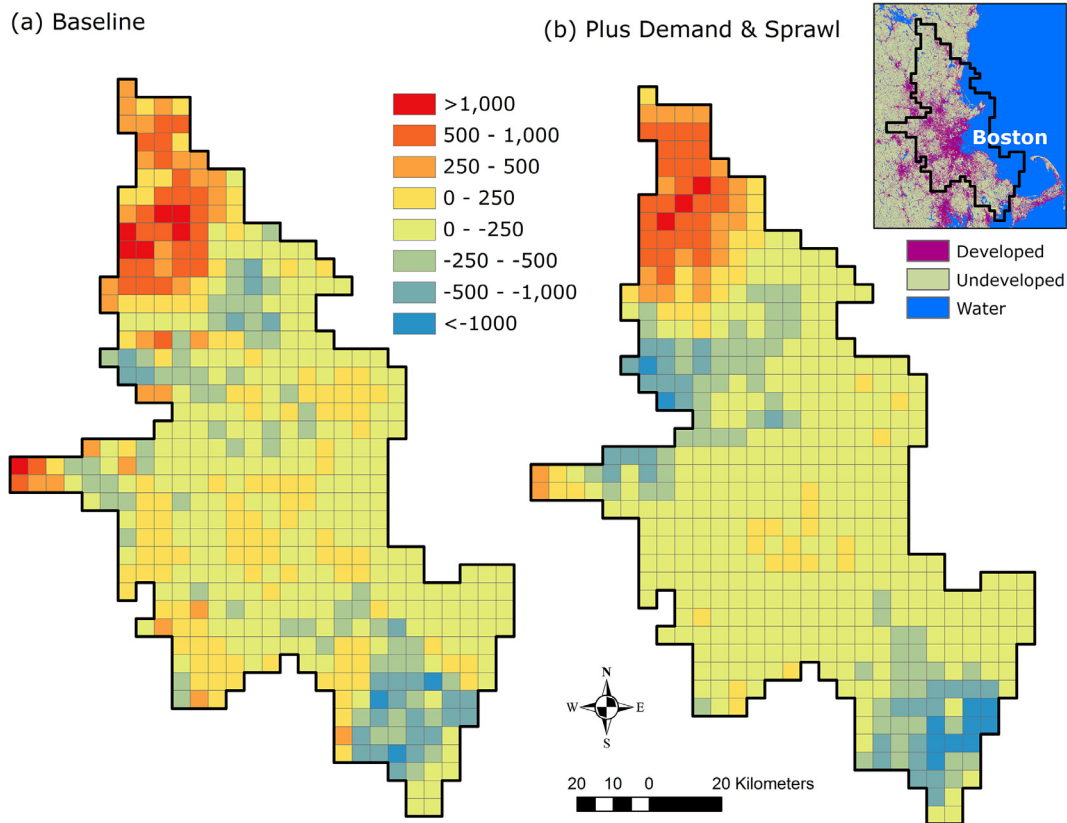 (a) Baseline
(b) Plus Demand & Sprawl
>1,000
500 - 1,000
250 - 500
0 - 250
0 - -250
-250 - -500
-500 - -1,000
<-1000
Boston
Developed
Undeveloped
Water
N
W E
S
20 10 0 20 Kilometers